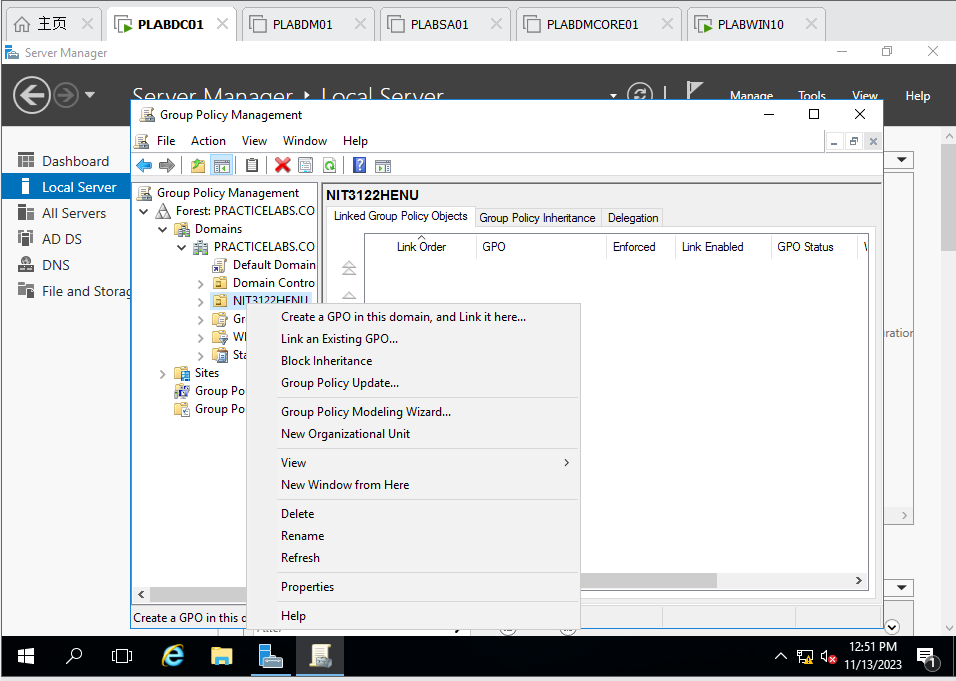 主页
PLABDC01
PLABDM01
PLABSA01
PLABDMCORE01
PLABWIN10
Server Manager
Server Manager
Local Server
Manage
Tools
View
Help
Dashboard
Local Server
All Servers
AD DS
DNS
File and Storag
Group Policy Management
File
Action
View
Window
Help
Group Policy Management
Forest: PRACTICELABS.CO
Domains
PRACTICELABS.CO
Default Domain
Domain Contro
NIT3122HENU
Gr
WI
Sta
Sites
Group Po
Group Po
NIT3122HENU
Linked Group Policy Objects
Group Policy Inheritance
Delegation
Link Order
GPO
Enforced
Link Enabled
GPO Status
Create a GPO in this domain, and Link it here...
Link an Existing GPO...
Block Inheritance
Group Policy Update...
Group Policy Modeling Wizard...
New Organizational Unit
View
New Window from Here
Delete
Rename
Refresh
Properties
Help
ration
Create a GPO in this d
12:51 PM
11/13/2023
1